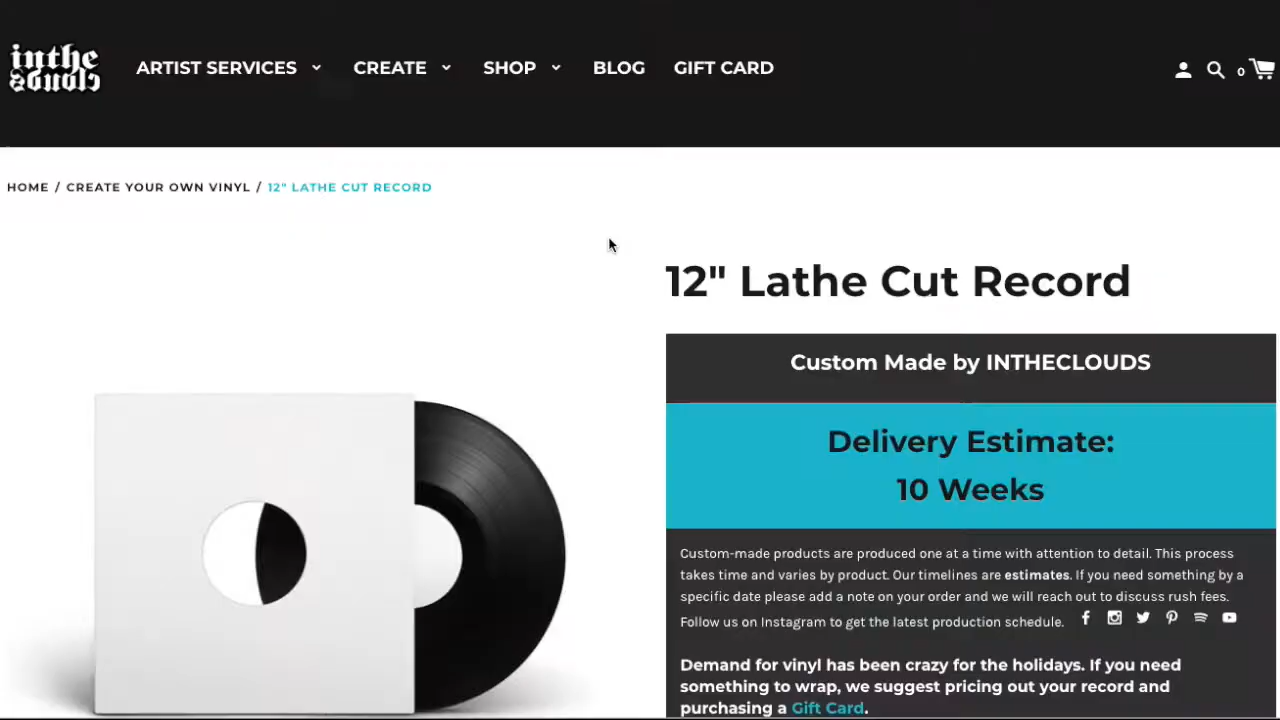 inthe
clouds
ARTIST SERVICES CREATE SHOP BLOG GIFT CARD 0
HOME / CREATE YOUR OWN VINYL / 12" LATHE CUT RECORD
12" Lathe Cut Record
Custom Made by INTHECLOUDS
Delivery Estimate:
10 Weeks
Custom-made products are produced one at a time with attention to detail. This process
takes time and varies by product. Our timelines are estimates. If you need something by a
specific date please add a note on your order and we will reach out to discuss rush fees.
Follow us on Instagram to get the latest production schedule.
Demand for vinyl has been crazy for the holidays. If you need
something to wrap, we suggest pricing out your record and
purchasing a Gift Card.